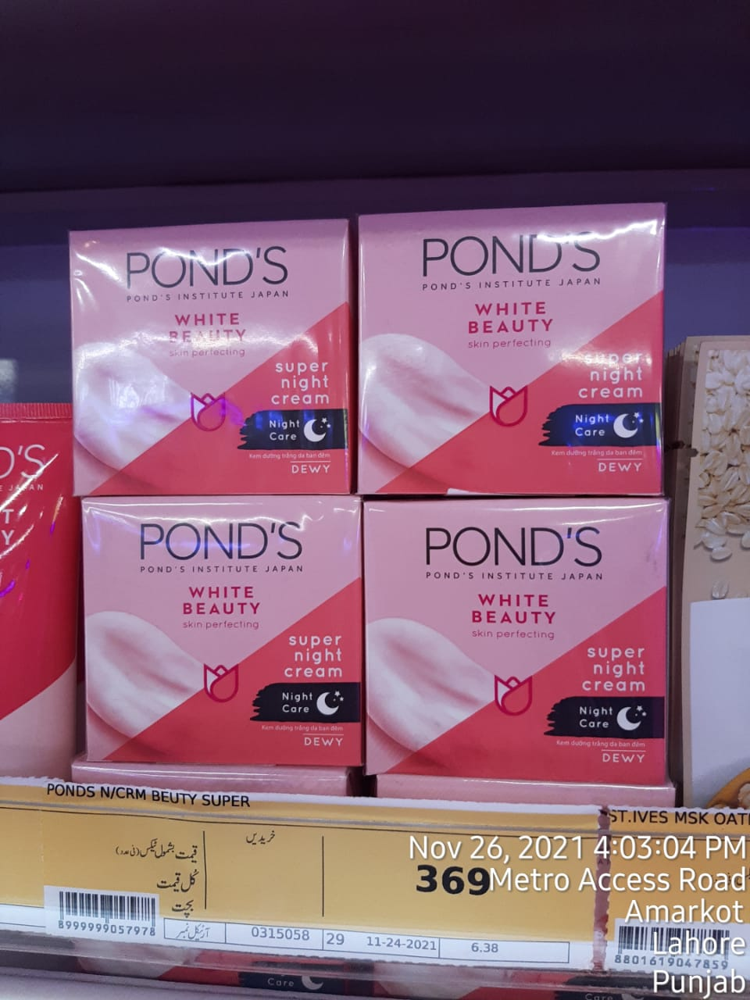 POND'S
POND'S INSTITUTE JAPAN
WHITE
BEAUTY
skin perfecting
super
night
cream
Night
Care
Kem dưỡng trắng da ban đêm
DEWY
POND'S
POND'S INSTITUTE JAPAN
WHITE
BEAUTY
skin perfecting
super
night
cream
Night
Care
Kem dưỡng trắng da ban đêm
DEWY
D'S
E JAPAN
T
Y
POND'S
POND'S INSTITUTE JAPAN
WHITE
BEAUTY
skin perfecting
super
night
cream
Night
Care
Kem dưỡng trắng da ban đêm
DEWY
POND'S
POND'S INSTITUTE JAPAN
WHITE
BEAUTY
skin perfecting
super
night
cream
Night
Care
Kem dưỡng trắng da ban đêm
DEWY
PONDS N/CRM BEUTY SUPER
خریدیں
قیمت بشمول ٹیکس (فی عدد)
کُل قیمت
بچت
369
8999999057978
آرٹیکل نمبر
0315058
29
11-24-2021
6.38
ST.IVES MSK OAT
8801619047859
Nov 26, 2021 4:03:04 PM
Metro Access Road
Amarkot
Lahore
Punjab
Care
Care